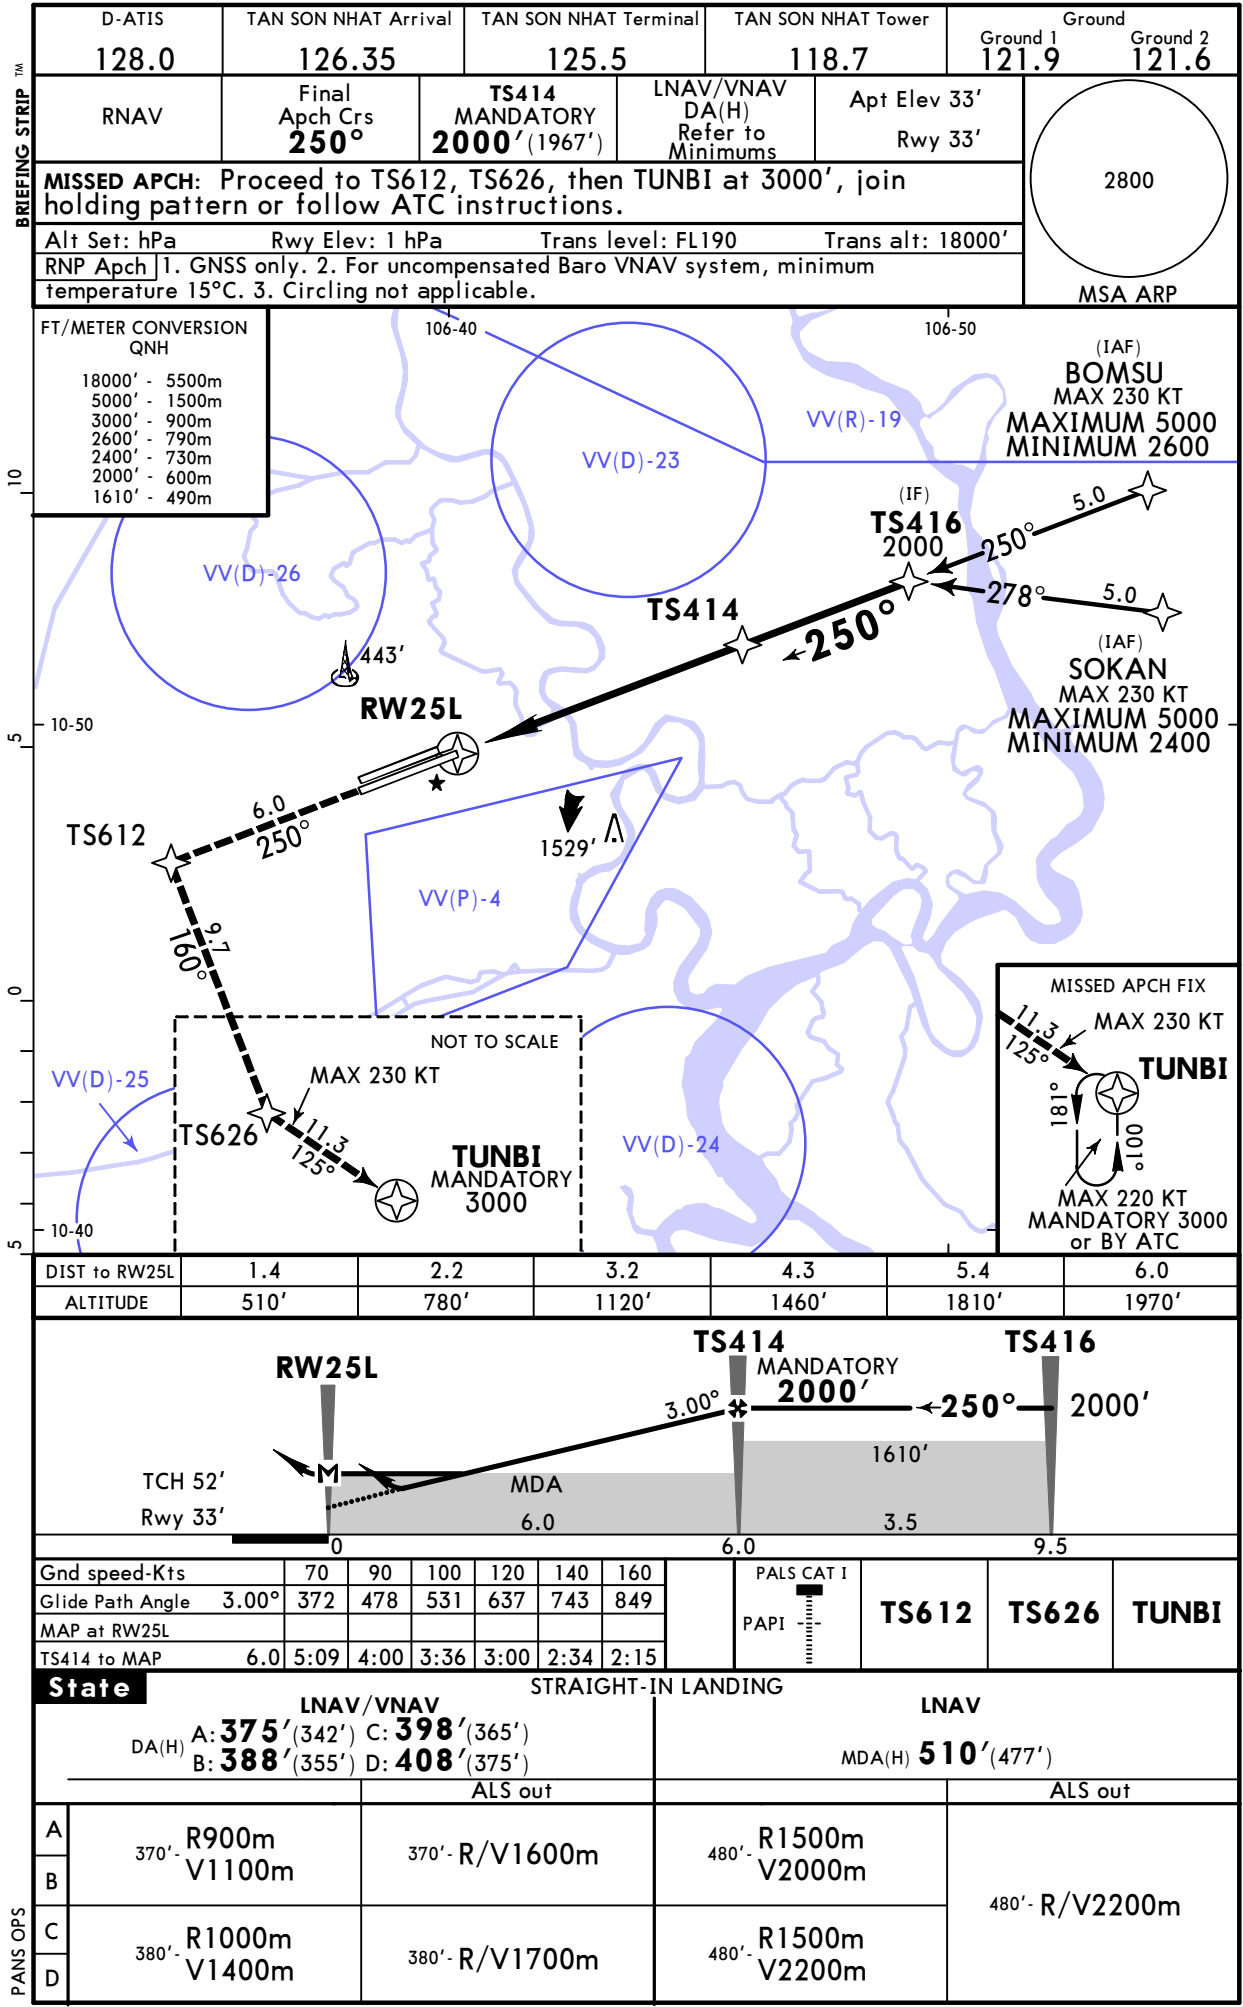 D-ATIS
128.0
TAN SON NHAT Arrival
126.35
TAN SON NHAT Terminal
125.5
TAN SON NHAT Tower
118.7
Ground
Ground 1
121.9
Ground 2
121.6
BRIEFING STRIP TM
RNAV
Final
Apch Crs
250°
TS414
MANDATORY
2000'(1967')
LNAV/VNAV
DA(H)
Refer to
Minimums
Apt Elev 33'
Rwy 33'
MISSED APCH: Proceed to TS612, TS626, then TUNBI at 3000', join
holding pattern or follow ATC instructions.
Alt Set: hPa Rwy Elev: 1 hPa Trans level: FL190 Trans alt: 18000'
RNP Apch 1. GNSS only. 2. For uncompensated Baro VNAV system, minimum
temperature 15°C. 3. Circling not applicable.
2800
MSA ARP
FT/METER CONVERSION
QNH
18000' - 5500m
5000' - 1500m
3000' - 900m
2600' - 790m
2400' - 730m
2000' - 600m
1610' - 490m
106-40
106-50
(IAF)
BOMSU
MAX 230 KT
MAXIMUM 5000
MINIMUM 2600
VV(R)-19
VV(D)-23
10
(IF)
TS416
2000
5.0
250°
VV(D)-26
278°
5.0
TS414
250°
443'
(IAF)
SOKAN
MAX 230 KT
MAXIMUM 5000
MINIMUM 2400
RW25L
10-50
5
6.0
250°
TS612
1529'
VV(P)-4
9.7
160°
0
NOT TO SCALE
MISSED APCH FIX
11.3
125°
MAX 230 KT
TUNBI
181°
001°
MAX 220 KT
MANDATORY 3000
or BY ATC
VV(D)-25
MAX 230 KT
TS626
11.3
125°
TUNBI
MANDATORY
3000
VV(D)-24
10-40
5
DIST to RW25L 1.4 2.2 3.2 4.3 5.4 6.0
ALTITUDE 510' 780' 1120' 1460' 1810' 1970'
RW25L
TS414
MANDATORY
2000'
TS416
3.00°
250°
2000'
1610'
TCH 52'
MDA
M
Rwy 33'
6.0
3.5
0
6.0
9.5
Gnd speed-Kts 70 90 100 120 140 160
Glide Path Angle 3.00° 372 478 531 637 743 849
MAP at RW25L
TS414 to MAP 6.0 5:09 4:00 3:36 3:00 2:34 2:15
PALS CAT I
PAPI
TS612
TS626
TUNBI
State
STRAIGHT-IN LANDING
LNAV/VNAV
DA(H)
A: 375'(342') C: 398'(365')
B: 388'(355') D: 408'(375')
LNAV
MDA(H) 510'(477')
ALS out
ALS out
A
B
370'- R900m
V1100m
370'- R/V1600m
480'- R1500m
V2000m
480'- R/V2200m
C
D
380'- R1000m
V1400m
380'- R/V1700m
480'- R1500m
V2200m
PANS OPS